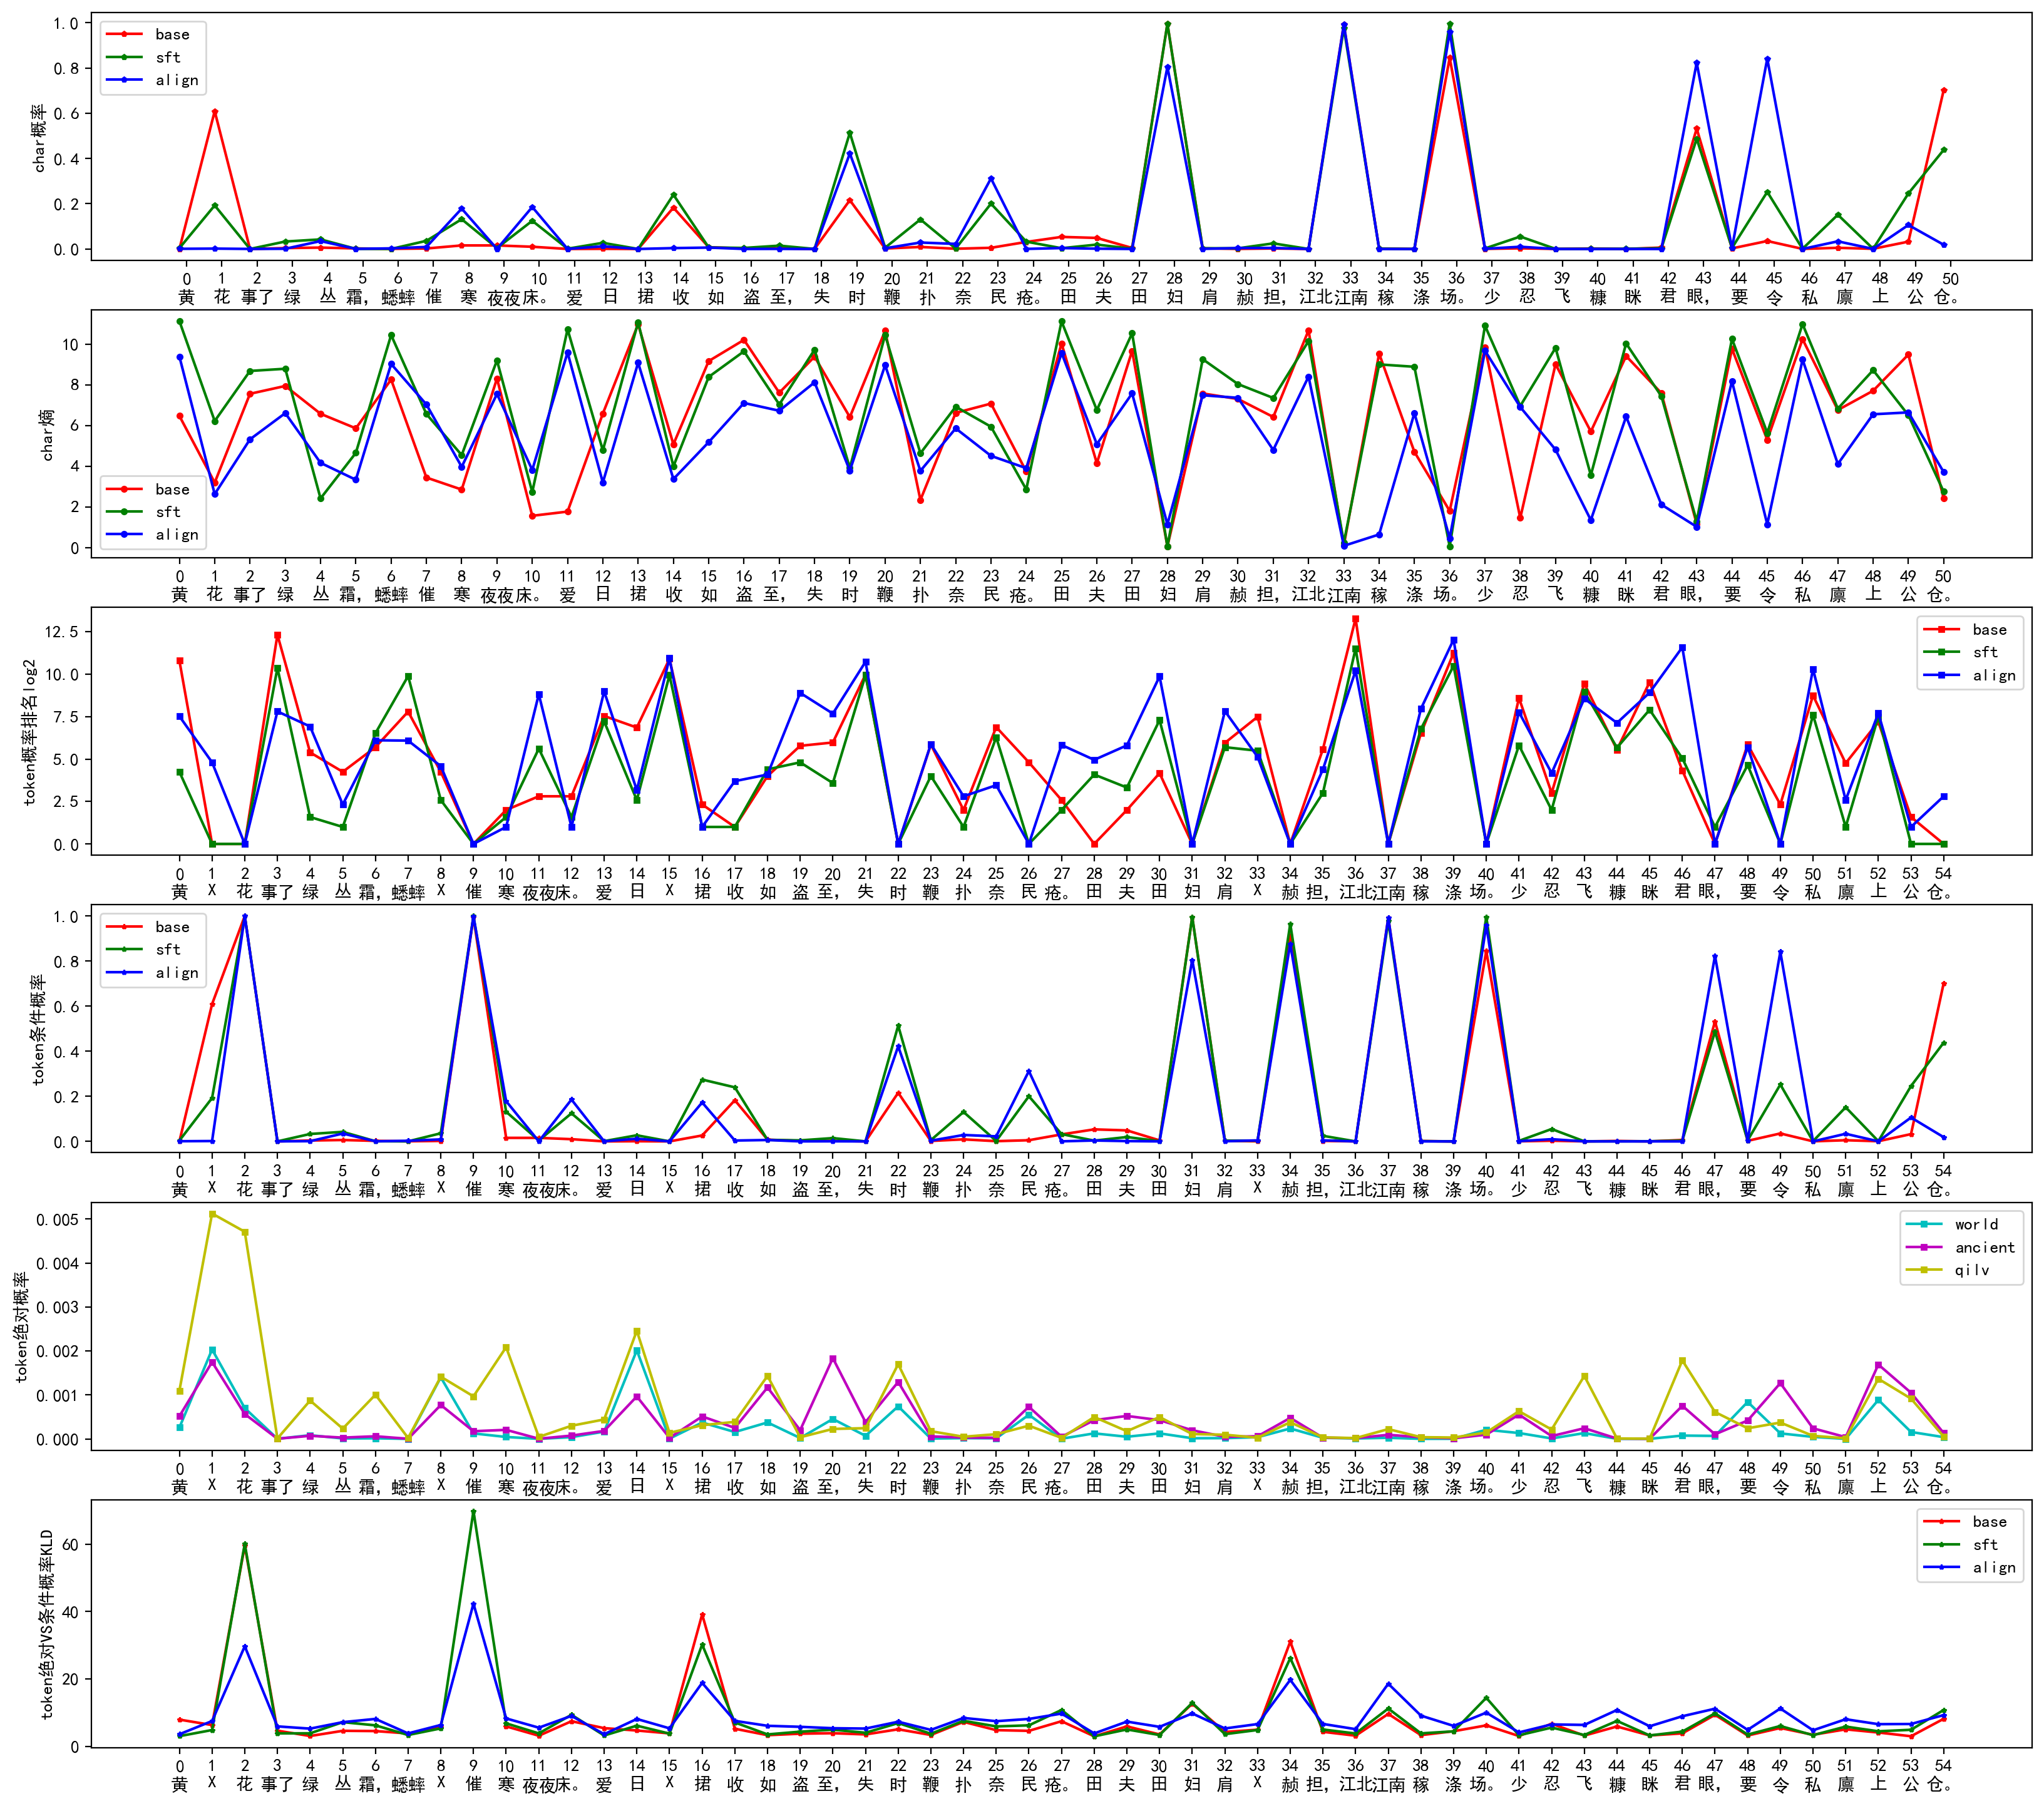 char概率
1.0
0.8
0.6
0.4
0.2
0.0
base
sft
align
0 1 2 3 4 5 6 7 8 9 10 11 12 13 14 15 16 17 18 19 20 21 22 23 24 25 26 27 28 29 30 31 32 33 34 35 36 37 38 39 40 41 42 43 44 45 46 47 48 49 50
黄 花 事了 绿 丛 霜, 蟋蟀 催 寒 夜夜 床。 爱 日 捃 收 如 盗 至, 失 时 鞭 扑 奈 民 疮。 田 夫 田 妇 肩 赪 担, 江北 江南 稼 涤 场。 少 忍 飞 糠 眯 君 眼, 要 令 私 廪 上 公 仓。
char熵
10
8
6
4
2
0
base
sft
align
0 1 2 3 4 5 6 7 8 9 10 11 12 13 14 15 16 17 18 19 20 21 22 23 24 25 26 27 28 29 30 31 32 33 34 35 36 37 38 39 40 41 42 43 44 45 46 47 48 49 50
黄 花 事了 绿 丛 霜, 蟋蟀 催 寒 夜夜 床。 爱 日 捃 收 如 盗 至, 失 时 鞭 扑 奈 民 疮。 田 夫 田 妇 肩 赪 担, 江北 江南 稼 涤 场。 少 忍 飞 糠 眯 君 眼, 要 令 私 廪 上 公 仓。
token概率排名log2
12.5
10.0
7.5
5.0
2.5
0.0
base
sft
align
0 1 2 3 4 5 6 7 8 9 10 11 12 13 14 15 16 17 18 19 20 21 22 23 24 25 26 27 28 29 30 31 32 33 34 35 36 37 38 39 40 41 42 43 44 45 46 47 48 49 50 51 52 53 54
黄 X 花 事了 绿 丛 霜, 蟋蟀 X 催 寒 夜夜 床。 爱 日 X 捃 收 如 盗 至, 失 时 鞭 扑 奈 民 疮。 田 夫 田 妇 肩 X 赪 担, 江北 江南 稼 涤 场。 少 忍 飞 糠 眯 君 眼, 要 令 私 廪 上 公 仓。
token条件概率
1.0
0.8
0.6
0.4
0.2
0.0
base
sft
align
0 1 2 3 4 5 6 7 8 9 10 11 12 13 14 15 16 17 18 19 20 21 22 23 24 25 26 27 28 29 30 31 32 33 34 35 36 37 38 39 40 41 42 43 44 45 46 47 48 49 50 51 52 53 54
黄 X 花 事了 绿 丛 霜, 蟋蟀 X 催 寒 夜夜 床。 爱 日 X 捃 收 如 盗 至, 失 时 鞭 扑 奈 民 疮。 田 夫 田 妇 肩 X 赪 担, 江北 江南 稼 涤 场。 少 忍 飞 糠 眯 君 眼, 要 令 私 廪 上 公 仓。
token绝对概率
0.005
0.004
0.003
0.002
0.001
0.000
world
ancient
qilv
0 1 2 3 4 5 6 7 8 9 10 11 12 13 14 15 16 17 18 19 20 21 22 23 24 25 26 27 28 29 30 31 32 33 34 35 36 37 38 39 40 41 42 43 44 45 46 47 48 49 50 51 52 53 54
黄 X 花 事了 绿 丛 霜, 蟋蟀 X 催 寒 夜夜 床。 爱 日 X 捃 收 如 盗 至, 失 时 鞭 扑 奈 民 疮。 田 夫 田 妇 肩 X 赪 担, 江北 江南 稼 涤 场。 少 忍 飞 糠 眯 君 眼, 要 令 私 廪 上 公 仓。
token绝对VS条件概率KLD
60
40
20
0
base
sft
align
0 1 2 3 4 5 6 7 8 9 10 11 12 13 14 15 16 17 18 19 20 21 22 23 24 25 26 27 28 29 30 31 32 33 34 35 36 37 38 39 40 41 42 43 44 45 46 47 48 49 50 51 52 53 54
黄 X 花 事了 绿 丛 霜, 蟋蟀 X 催 寒 夜夜 床。 爱 日 X 捃 收 如 盗 至, 失 时 鞭 扑 奈 民 疮。 田 夫 田 妇 肩 X 赪 担, 江北 江南 稼 涤 场。 少 忍 飞 糠 眯 君 眼, 要 令 私 廪 上 公 仓。